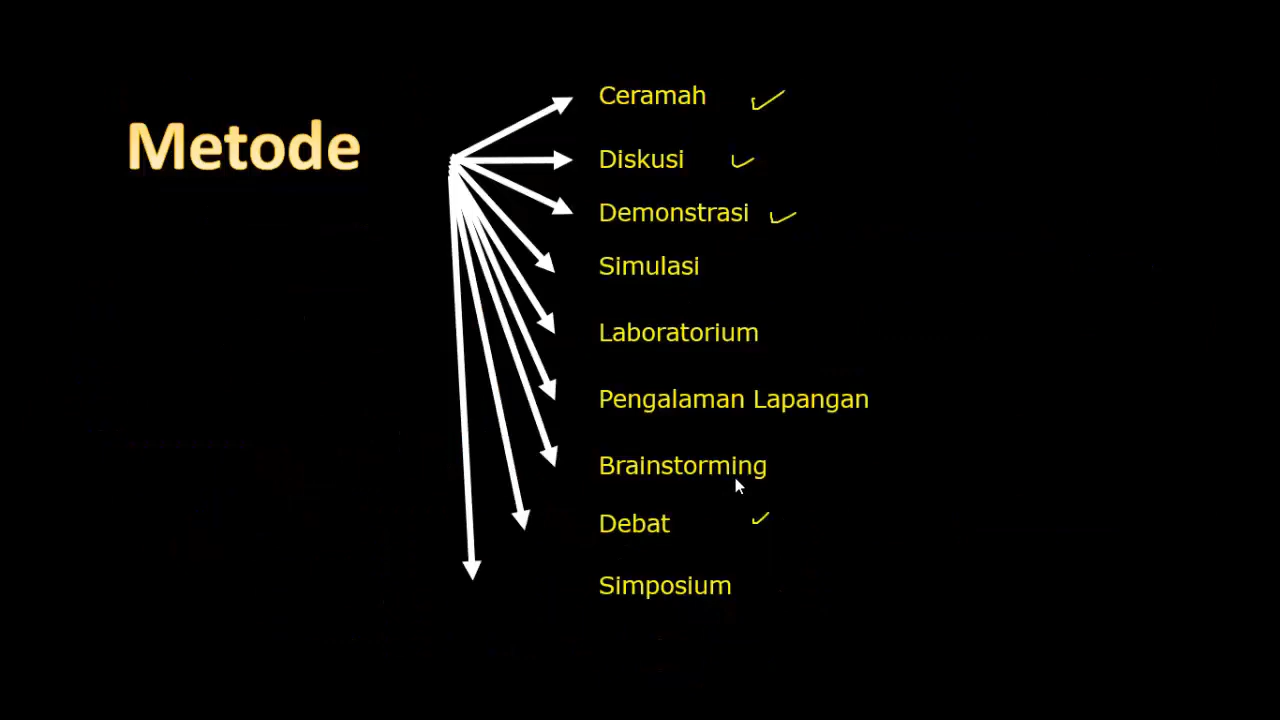 Metode
Ceramah
Diskusi
Demonstrasi
Simulasi
Laboratorium
Pengalaman Lapangan
Brainstorming
Debat
Simposium